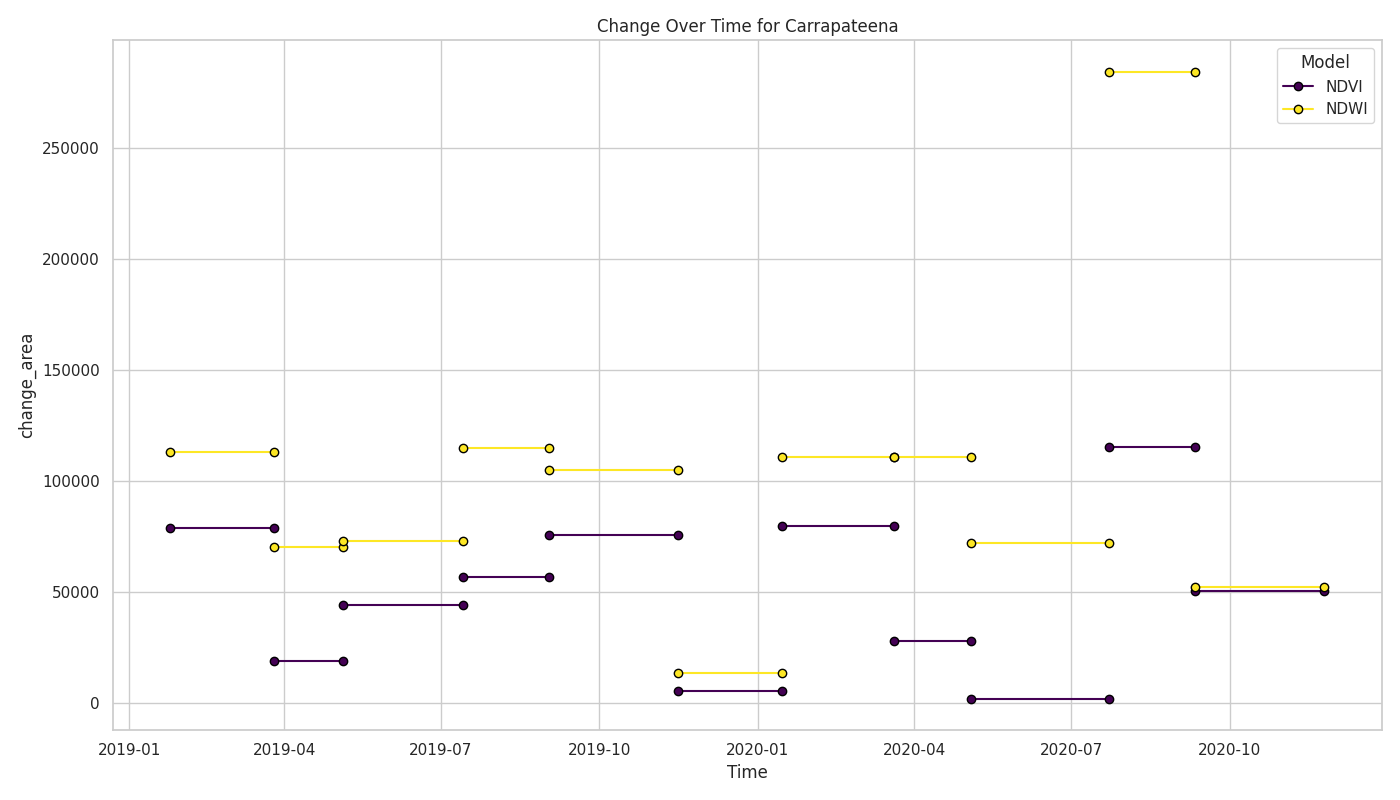 Change Over Time for Carrapateena
Model
NDVI
NDWI
250000
200000
150000
100000
50000
0
change_area
2019-01 2019-04 2019-07 2019-10 2020-01 2020-04 2020-07 2020-10
Time